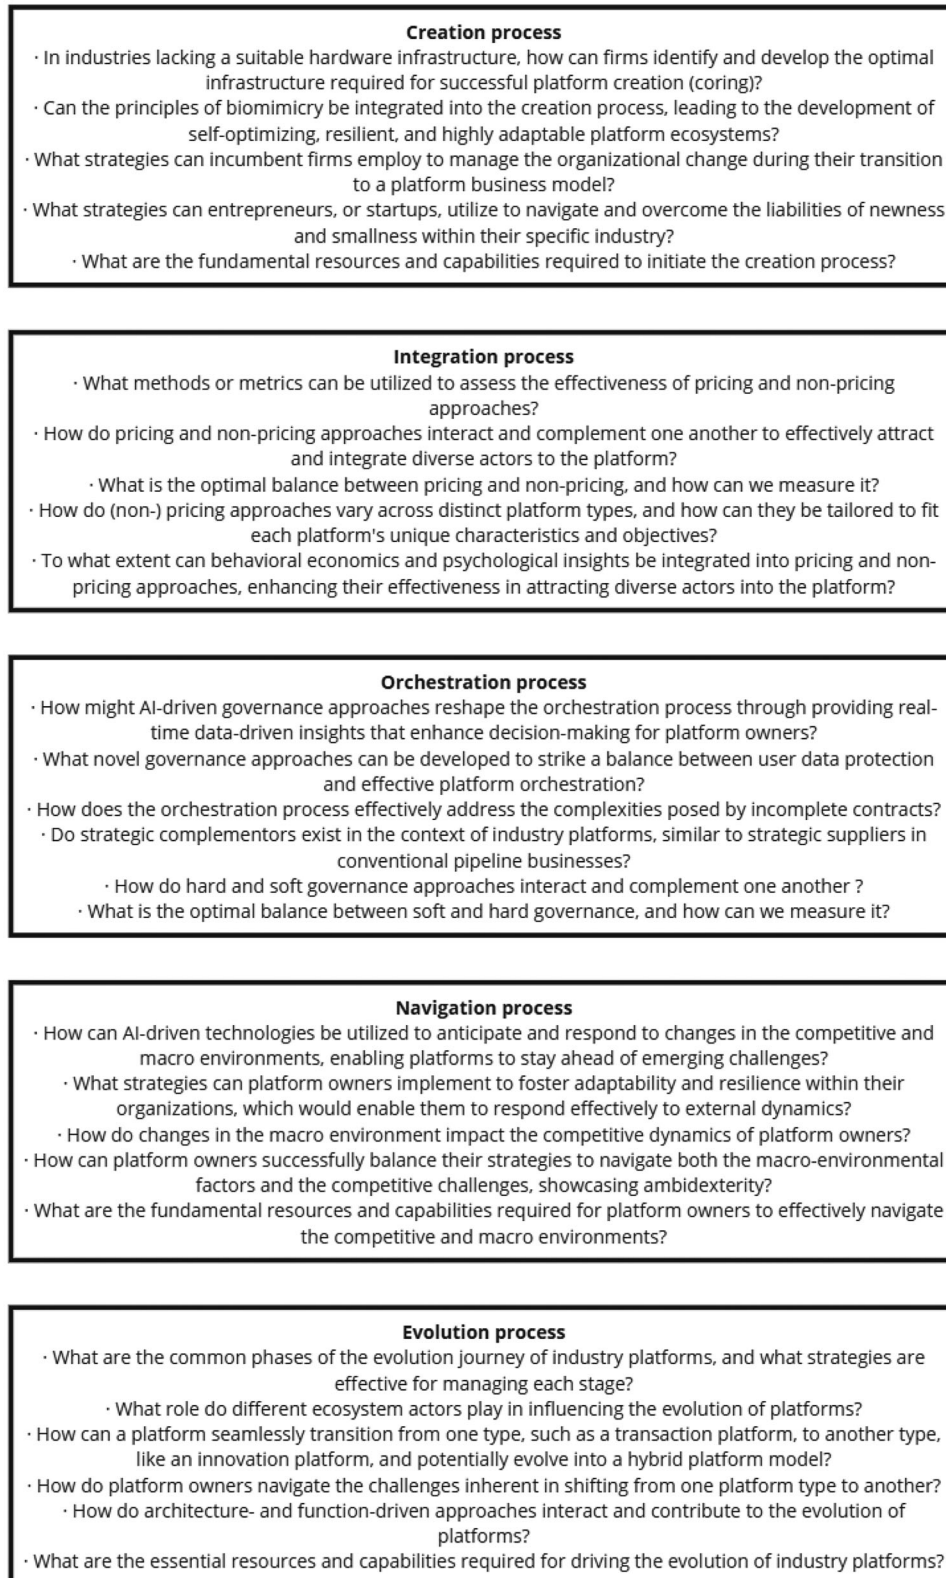 Creation process
· In industries lacking a suitable hardware infrastructure, how can firms identify and develop the optimal
infrastructure required for successful platform creation (coring)?
· Can the principles of biomimicry be integrated into the creation process, leading to the development of
self-optimizing, resilient, and highly adaptable platform ecosystems?
· What strategies can incumbent firms employ to manage the organizational change during their transition
to a platform business model?
· What strategies can entrepreneurs, or startups, utilize to navigate and overcome the liabilities of newness
and smallness within their specific industry?
· What are the fundamental resources and capabilities required to initiate the creation process?
Integration process
· What methods or metrics can be utilized to assess the effectiveness of pricing and non-pricing
approaches?
· How do pricing and non-pricing approaches interact and complement one another to effectively attract
and integrate diverse actors to the platform?
· What is the optimal balance between pricing and non-pricing, and how can we measure it?
· How do (non-) pricing approaches vary across distinct platform types, and how can they be tailored to fit
each platform's unique characteristics and objectives?
· To what extent can behavioral economics and psychological insights be integrated into pricing and non-
pricing approaches, enhancing their effectiveness in attracting diverse actors into the platform?
Orchestration process
· How might AI-driven governance approaches reshape the orchestration process through providing real-
time data-driven insights that enhance decision-making for platform owners?
· What novel governance approaches can be developed to strike a balance between user data protection
and effective platform orchestration?
· How does the orchestration process effectively address the complexities posed by incomplete contracts?
· Do strategic complementors exist in the context of industry platforms, similar to strategic suppliers in
conventional pipeline businesses?
· How do hard and soft governance approaches interact and complement one another ?
· What is the optimal balance between soft and hard governance, and how can we measure it?
Navigation process
· How can AI-driven technologies be utilized to anticipate and respond to changes in the competitive and
macro environments, enabling platforms to stay ahead of emerging challenges?
· What strategies can platform owners implement to foster adaptability and resilience within their
organizations, which would enable them to respond effectively to external dynamics?
· How do changes in the macro environment impact the competitive dynamics of platform owners?
· How can platform owners successfully balance their strategies to navigate both the macro-environmental
factors and the competitive challenges, showcasing ambidexterity?
· What are the fundamental resources and capabilities required for platform owners to effectively navigate
the competitive and macro environments?
Evolution process
· What are the common phases of the evolution journey of industry platforms, and what strategies are
effective for managing each stage?
· What role do different ecosystem actors play in influencing the evolution of platforms?
· How can a platform seamlessly transition from one type, such as a transaction platform, to another type,
like an innovation platform, and potentially evolve into a hybrid platform model?
· How do platform owners navigate the challenges inherent in shifting from one platform type to another?
· How do architecture- and function-driven approaches interact and contribute to the evolution of
platforms?
· What are the essential resources and capabilities required for driving the evolution of industry platforms?